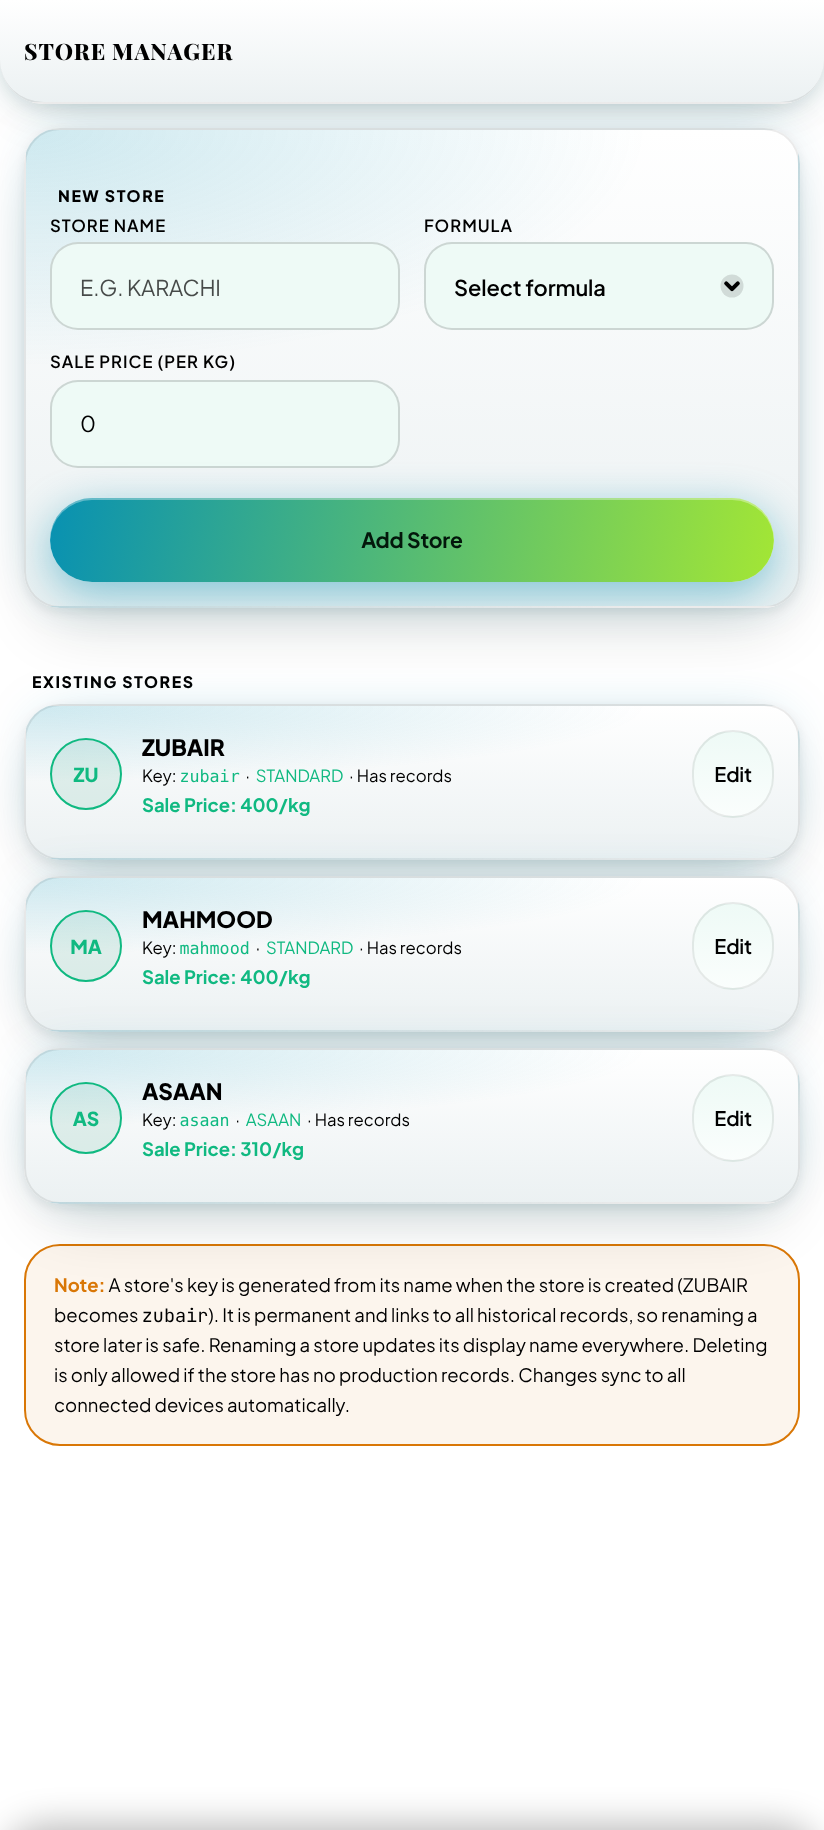 STORE MANAGER
NEW STORE
STORE NAME
FORMULA
E.G. KARACHI
Select formula
SALE PRICE (PER KG)
0
Add Store
EXISTING STORES
ZU
ZUBAIR
Key: zubair · STANDARD · Has records
Sale Price: 400/kg
Edit
MA
MAHMOOD
Key: mahmood · STANDARD · Has records
Sale Price: 400/kg
Edit
AS
ASAAN
Key: asaan · ASAAN · Has records
Sale Price: 310/kg
Edit
Note: A store's key is generated from its name when the store is created (ZUBAIR
becomes zubair). It is permanent and links to all historical records, so renaming a
store later is safe. Renaming a store updates its display name everywhere. Deleting
is only allowed if the store has no production records. Changes sync to all
connected devices automatically.